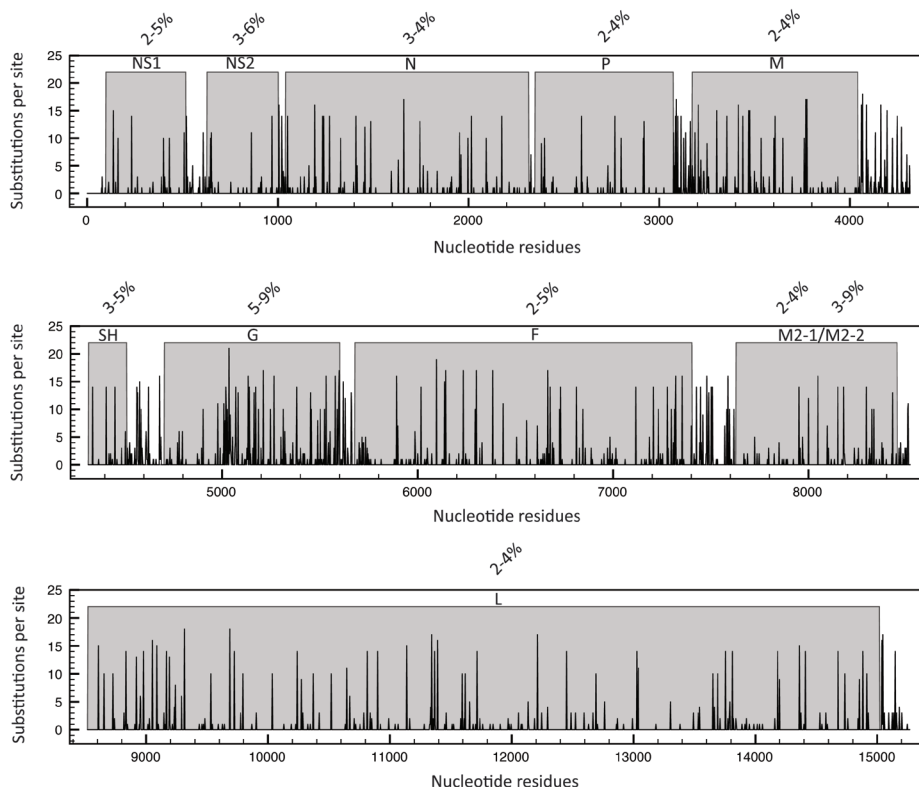 2-5% 3-6% 3-4% 2-4% 2-4%
NS1 NS2 N P M
Substitutions per site
25
20
15
10
5
0
0 1000 2000 3000 4000
Nucleotide residues
3-5% 5-9% 2-5% 2-4% 3-9%
SH G F M2-1/M2-2
Substitutions per site
25
20
15
10
5
0
5000 6000 7000 8000
Nucleotide residues
2-4%
L
Substitutions per site
25
20
15
10
5
0
9000 10000 11000 12000 13000 14000 15000
Nucleotide residues